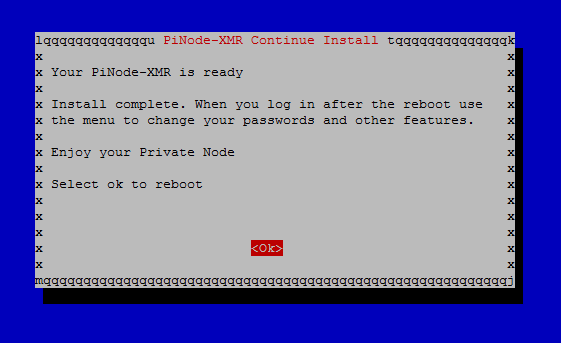 lqqqqqqqqqqqqqu PiNode-XMR Continue Install tqqqqqqqqqqqqqqk
x x
x Your PiNode-XMR is ready x
x x
x Install complete. When you log in after the reboot use x
x the menu to change your passwords and other features. x
x x
x Enjoy your Private Node x
x x
x Select ok to reboot x
x x
x x
x x
x <Ok> x
x x
mqqqqqqqqqqqqqqqqqqqqqqqqqqqqqqqqqqqqqqqqqqqqqqqqqqqqqqqqqqj